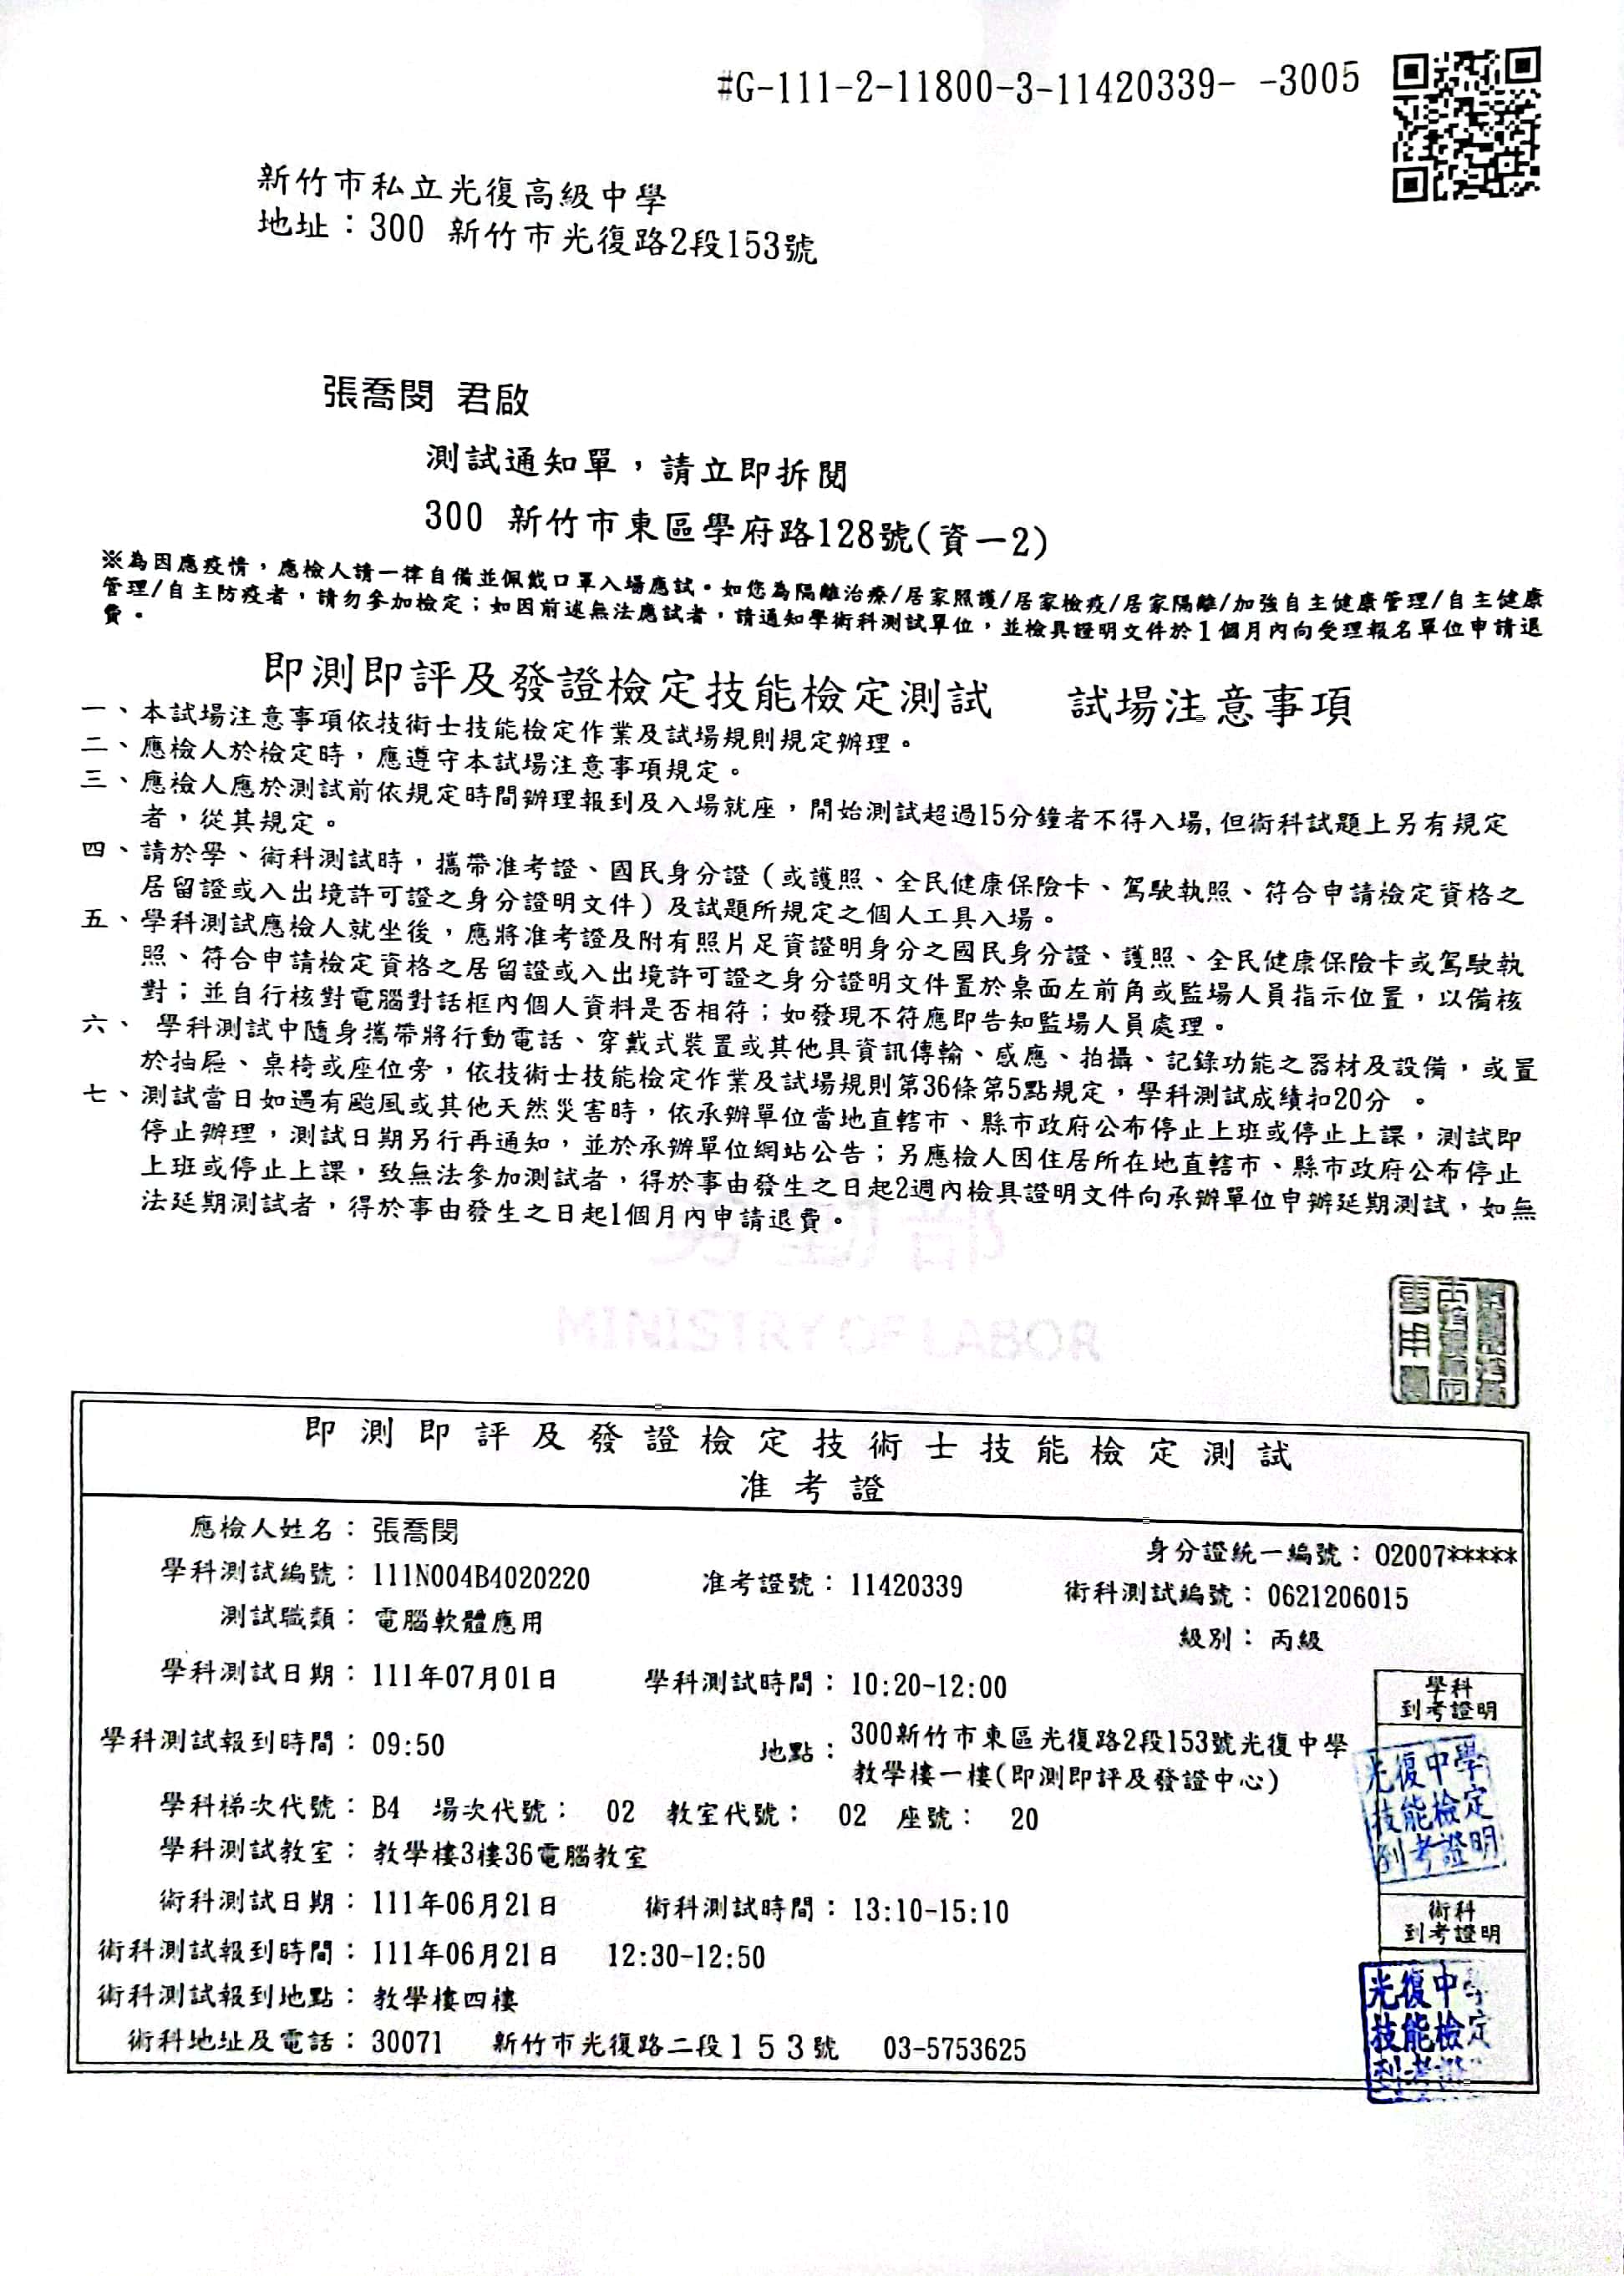 #G-111-2-11800-3-11420339- -3005
新竹市私立光復高級中學
地址：300 新竹市光復路2段153號
張喬閔 君啟
測試通知單，請立即拆閱
300 新竹市東區學府路128號(資一2)
※為因應疫情，應檢人請一律自備並佩戴口罩入場應試。如您為隔離治療/居家照護/居家檢疫/居家隔離/加強自主健康管理/自主健康
管理/自主防疫者，請勿參加檢定；如因前述無法應試者，請通知學術科測試單位，並檢具證明文件於1個月內向受理報名單位申請退
費。
即測即評及發證檢定技能檢定測試 試場注意事項
一、本試場注意事項依技術士技能檢定作業及試場規則規定辦理。
二、應檢人於檢定時，應遵守本試場注意事項規定。
三、應檢人應於測試前依規定時間辦理報到及入場就座，開始測試超過15分鐘者不得入場,但術科試題上另有規定
者，從其規定。
四、請於學、術科測試時，攜帶准考證、國民身分證（或護照、全民健康保險卡、駕駛執照、符合申請檢定資格之
居留證或入出境許可證之身分證明文件）及試題所規定之個人工具入場。
五、學科測試應檢人就坐後，應將准考證及附有照片足資證明身分之國民身分證、護照、全民健康保險卡或駕駛執
照、符合申請檢定資格之居留證或入出境許可證之身分證明文件置於桌面左前角或監場人員指示位置，以備核
對；並自行核對電腦對話框內個人資料是否相符；如發現不符應即告知監場人員處理。
六、 學科測試中隨身攜帶將行動電話、穿戴式裝置或其他具資訊傳輸、感應、拍攝、記錄功能之器材及設備，或置
於抽屜、桌椅或座位旁，依技術士技能檢定作業及試場規則第36條第5點規定，學科測試成績扣20分 。
七、測試當日如遇有颱風或其他天然災害時，依承辦單位當地直轄市、縣市政府公布停止上班或停止上課，測試即
停止辦理，測試日期另行再通知，並於承辦單位網站公告；另應檢人因住居所在地直轄市、縣市政府公布停止
上班或停止上課，致無法參加測試者，得於事由發生之日起2週內檢具證明文件向承辦單位申辦延期測試，如無
法延期測試者，得於事由發生之日起1個月內申請退費。
勞動部
MINISTRY OF LABOR
即測即評及發證檢定技術士技能檢定測試
准考證
應檢人姓名：張喬閔
身分證統一編號：O2007*****
學科測試編號：111N004B4020220 准考證號：11420339 術科測試編號：0621206015
測試職類：電腦軟體應用 級別：丙級
學科測試日期：111年07月01日 學科測試時間：10:20-12:00
學科
到考證明
學科測試報到時間：09:50 地點：300新竹市東區光復路2段153號光復中學
教學樓一樓(即測即評及發證中心)
光復中學
技能檢定
到考證明
學科梯次代號：B4 場次代號： 02 教室代號： 02 座號： 20
學科測試教室：教學樓3樓36電腦教室
術科測試日期：111年06月21日 術科測試時間：13:10-15:10
術科
到考證明
術科測試報到時間：111年06月21日 12:30-12:50
術科測試報到地點：教學樓四樓
術科地址及電話：30071 新竹市光復路二段１５３號 03-5753625
光復中學
技能檢定
到考證